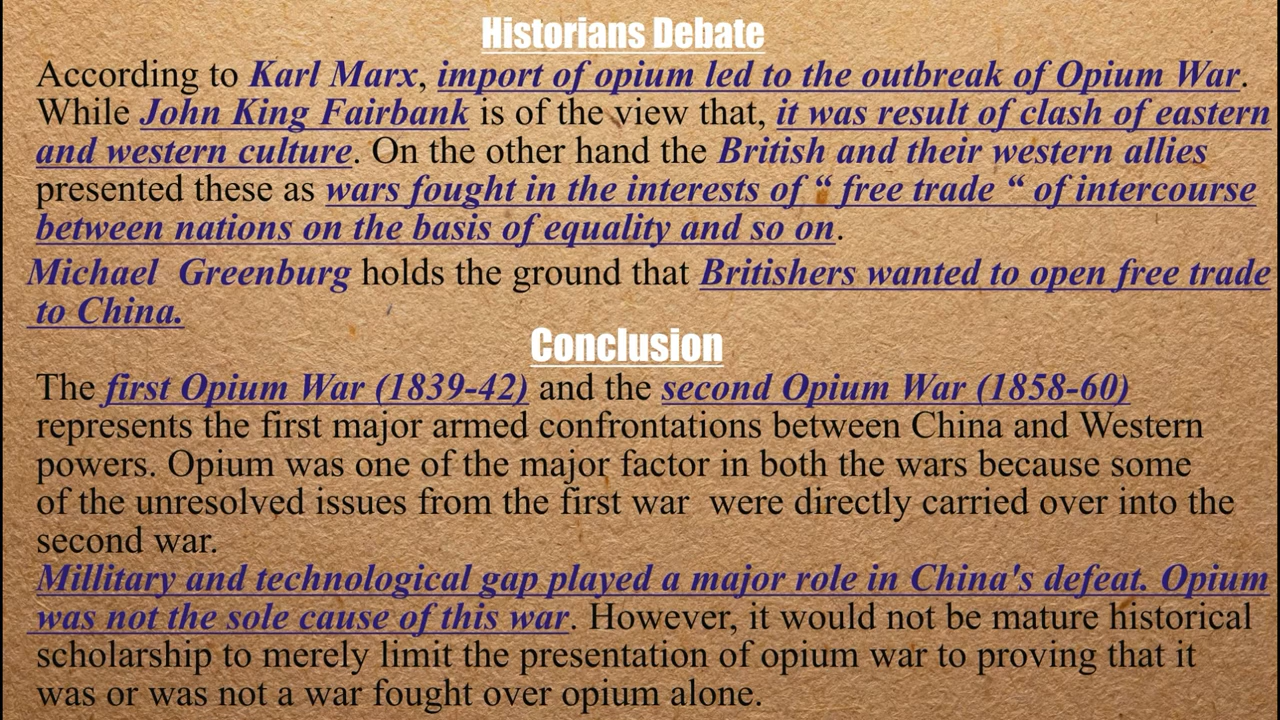 Historians Debate
According to Karl Marx, import of opium led to the outbreak of Opium War.
While John King Fairbank is of the view that, it was result of clash of eastern
and western culture. On the other hand the British and their western allies
presented these as wars fought in the interests of “ free trade “ of intercourse
between nations on the basis of equality and so on.
Michael Greenburg holds the ground that Britishers wanted to open free trade
to China.
Conclusion
The first Opium War (1839-42) and the second Opium War (1858-60)
represents the first major armed confrontations between China and Western
powers. Opium was one of the major factor in both the wars because some
of the unresolved issues from the first war were directly carried over into the
second war.
Millitary and technological gap played a major role in China's defeat. Opium
was not the sole cause of this war. However, it would not be mature historical
scholarship to merely limit the presentation of opium war to proving that it
was or was not a war fought over opium alone.